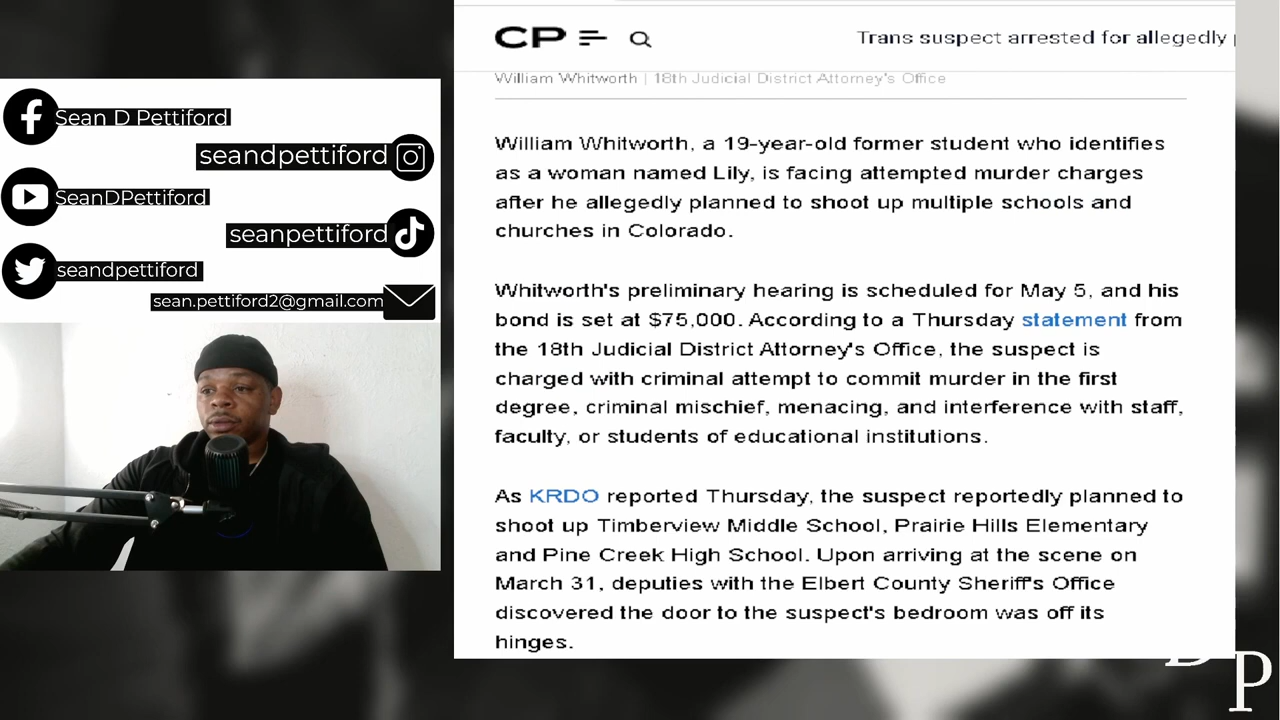 Sean D Pettiford
seandpettiford
SeanDPettiford
seanpettiford
seandpettiford
sean.pettiford2@gmail.com
CP
Trans suspect arrested for allegedly
William Whitworth | 18th Judicial District Attorney's Office
William Whitworth, a 19-year-old former student who identifies
as a woman named Lily, is facing attempted murder charges
after he allegedly planned to shoot up multiple schools and
churches in Colorado.
Whitworth's preliminary hearing is scheduled for May 5, and his
bond is set at $75,000. According to a Thursday statement from
the 18th Judicial District Attorney's Office, the suspect is
charged with criminal attempt to commit murder in the first
degree, criminal mischief, menacing, and interference with staff,
faculty, or students of educational institutions.
As KRDO reported Thursday, the suspect reportedly planned to
shoot up Timberview Middle School, Prairie Hills Elementary
and Pine Creek High School. Upon arriving at the scene on
March 31, deputies with the Elbert County Sheriff's Office
discovered the door to the suspect's bedroom was off its
hinges.
P